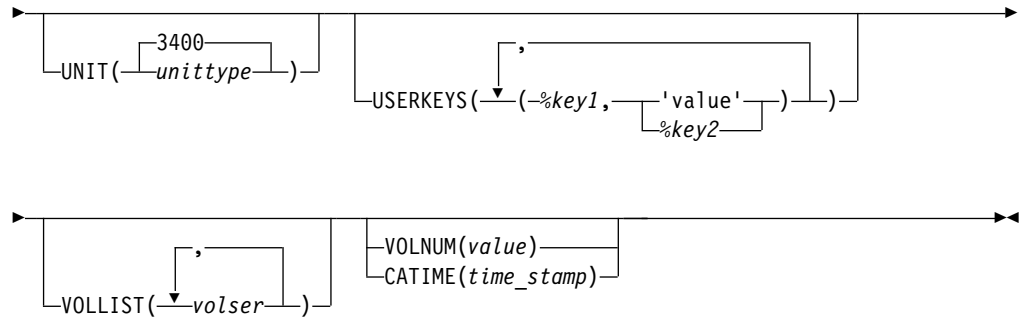 3400
UNIT( unittype )
,
USERKEYS( ( %key1, 'value' ) )
%key2
,
VOLLIST( volser )
VOLNUM(value)
CATIME(time_stamp)